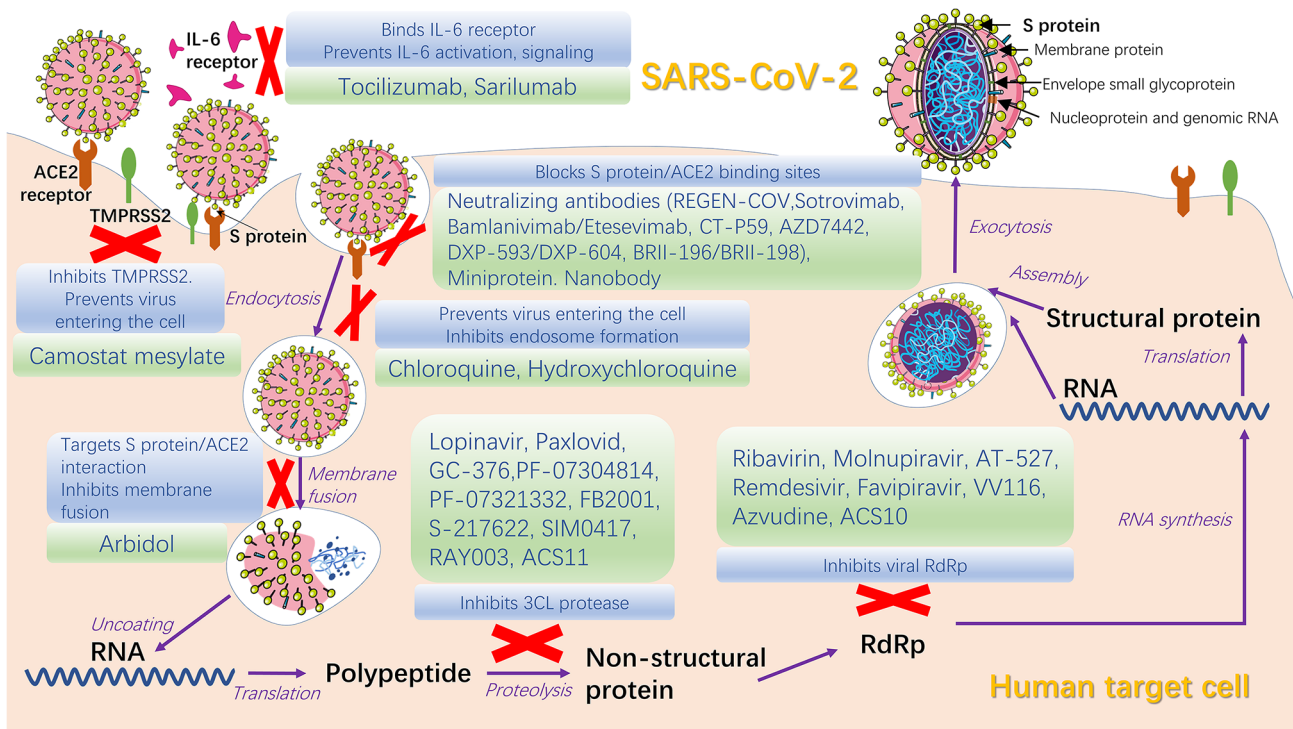 IL-6
receptor
Binds IL-6 receptor
Prevents IL-6 activation, signaling
Tocilizumab, Sarilumab
SARS-CoV-2
S protein
Membrane protein
Envelope small glycoprotein
Nucleoprotein and genomic RNA
ACE2
receptor
TMPRSS2
S protein
Inhibits TMPRSS2.
Prevents virus
entering the cell
Camostat mesylate
Blocks S protein/ACE2 binding sites
Neutralizing antibodies (REGEN-COV,Sotrovimab,
Bamlanivimab/Etesevimab, CT-P59, AZD7442,
DXP-593/DXP-604, BRII-196/BRII-198),
Miniprotein. Nanobody
Endocytosis
Prevents virus entering the cell
Inhibits endosome formation
Chloroquine, Hydroxychloroquine
Exocytosis
Assembly
Structural protein
Translation
RNA
Targets S protein/ACE2
interaction
Inhibits membrane
fusion
Arbidol
Membrane
fusion
Lopinavir, Paxlovid,
GC-376,PF-07304814,
PF-07321332, FB2001,
S-217622, SIM0417,
RAY003, ACS11
Inhibits 3CL protease
Ribavirin, Molnupiravir, AT-527,
Remdesivir, Favipiravir, VV116,
Azvudine, ACS10
Inhibits viral RdRp
RNA synthesis
Uncoating
RNA
Translation
Polypeptide
Proteolysis
Non-structural
protein
RdRp
Human target cell